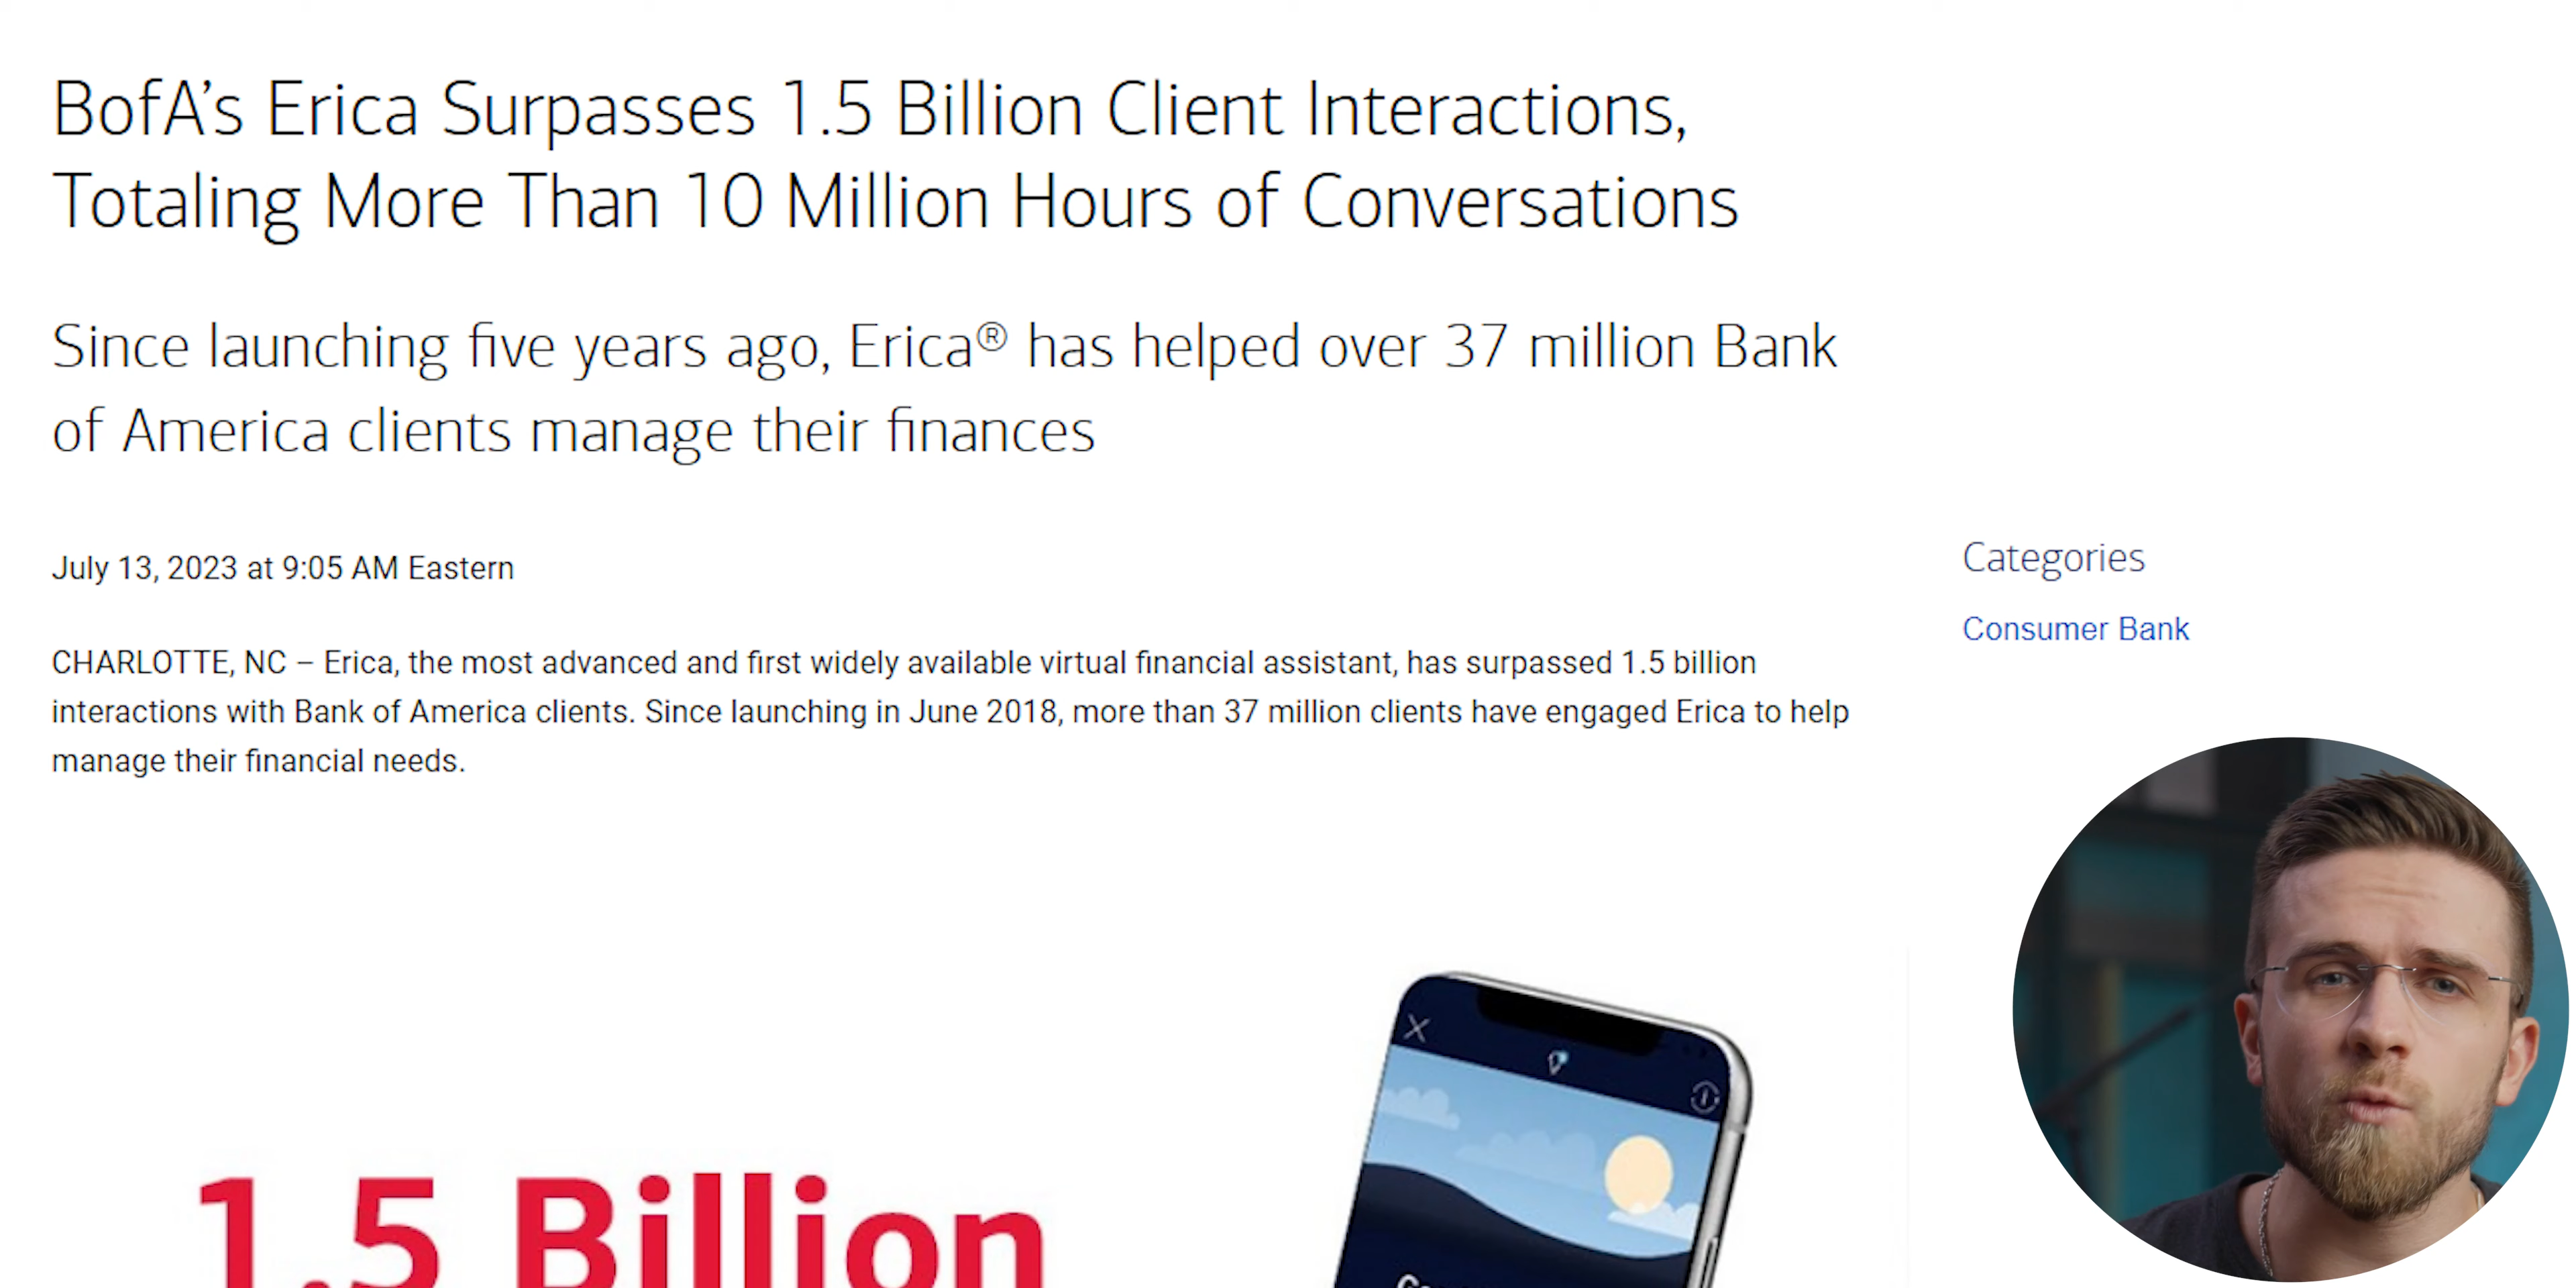 BofA’s Erica Surpasses 1.5 Billion Client Interactions,
Totaling More Than 10 Million Hours of Conversations
Since launching five years ago, Erica® has helped over 37 million Bank
of America clients manage their finances
July 13, 2023 at 9:05 AM Eastern
Categories
Consumer Bank
CHARLOTTE, NC – Erica, the most advanced and first widely available virtual financial assistant, has surpassed 1.5 billion
interactions with Bank of America clients. Since launching in June 2018, more than 37 million clients have engaged Erica to help
manage their financial needs.
1.5 Billion